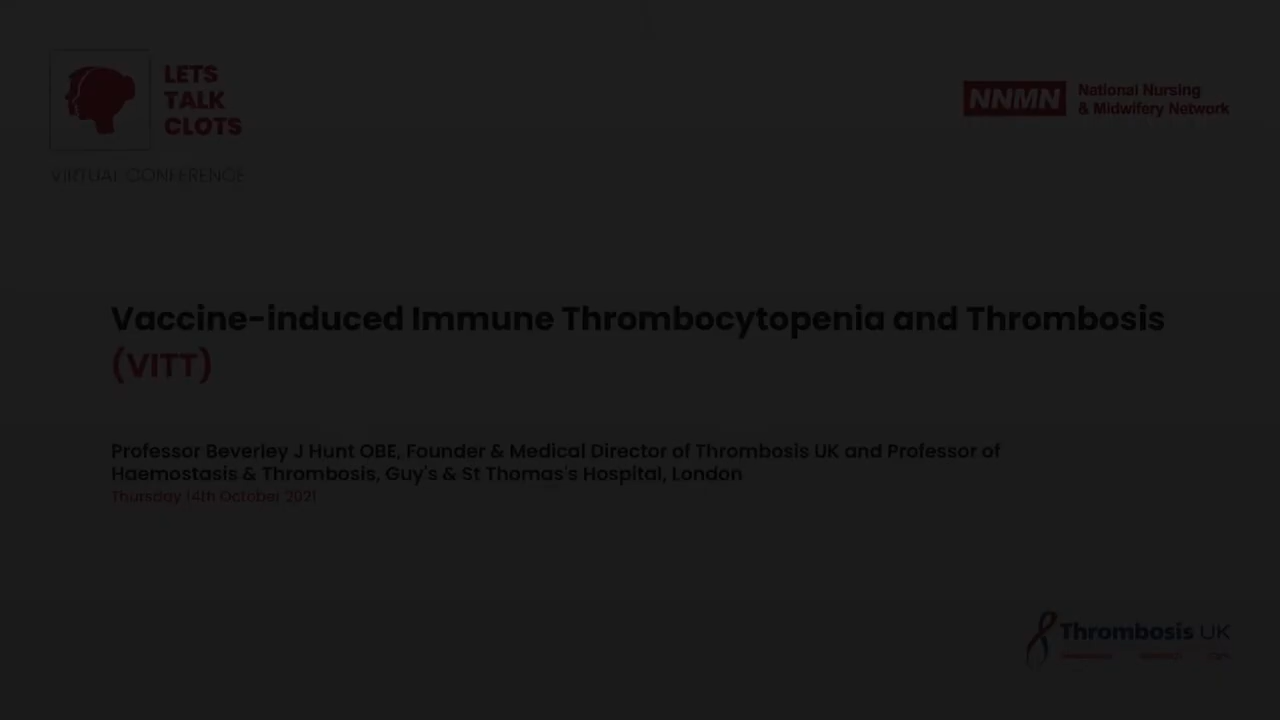 LETS
TALK
CLOTS
VIRTUAL CONFERENCE
NNMN National Nursing
& Midwifery Network
Vaccine-induced Immune Thrombocytopenia and Thrombosis
(VITT)
Professor Beverley J Hunt OBE, Founder & Medical Director of Thrombosis UK and Professor of
Haemostasis & Thrombosis, Guy's & St Thomas's Hospital, London
Thursday 14th October 2021
Thrombosis UK